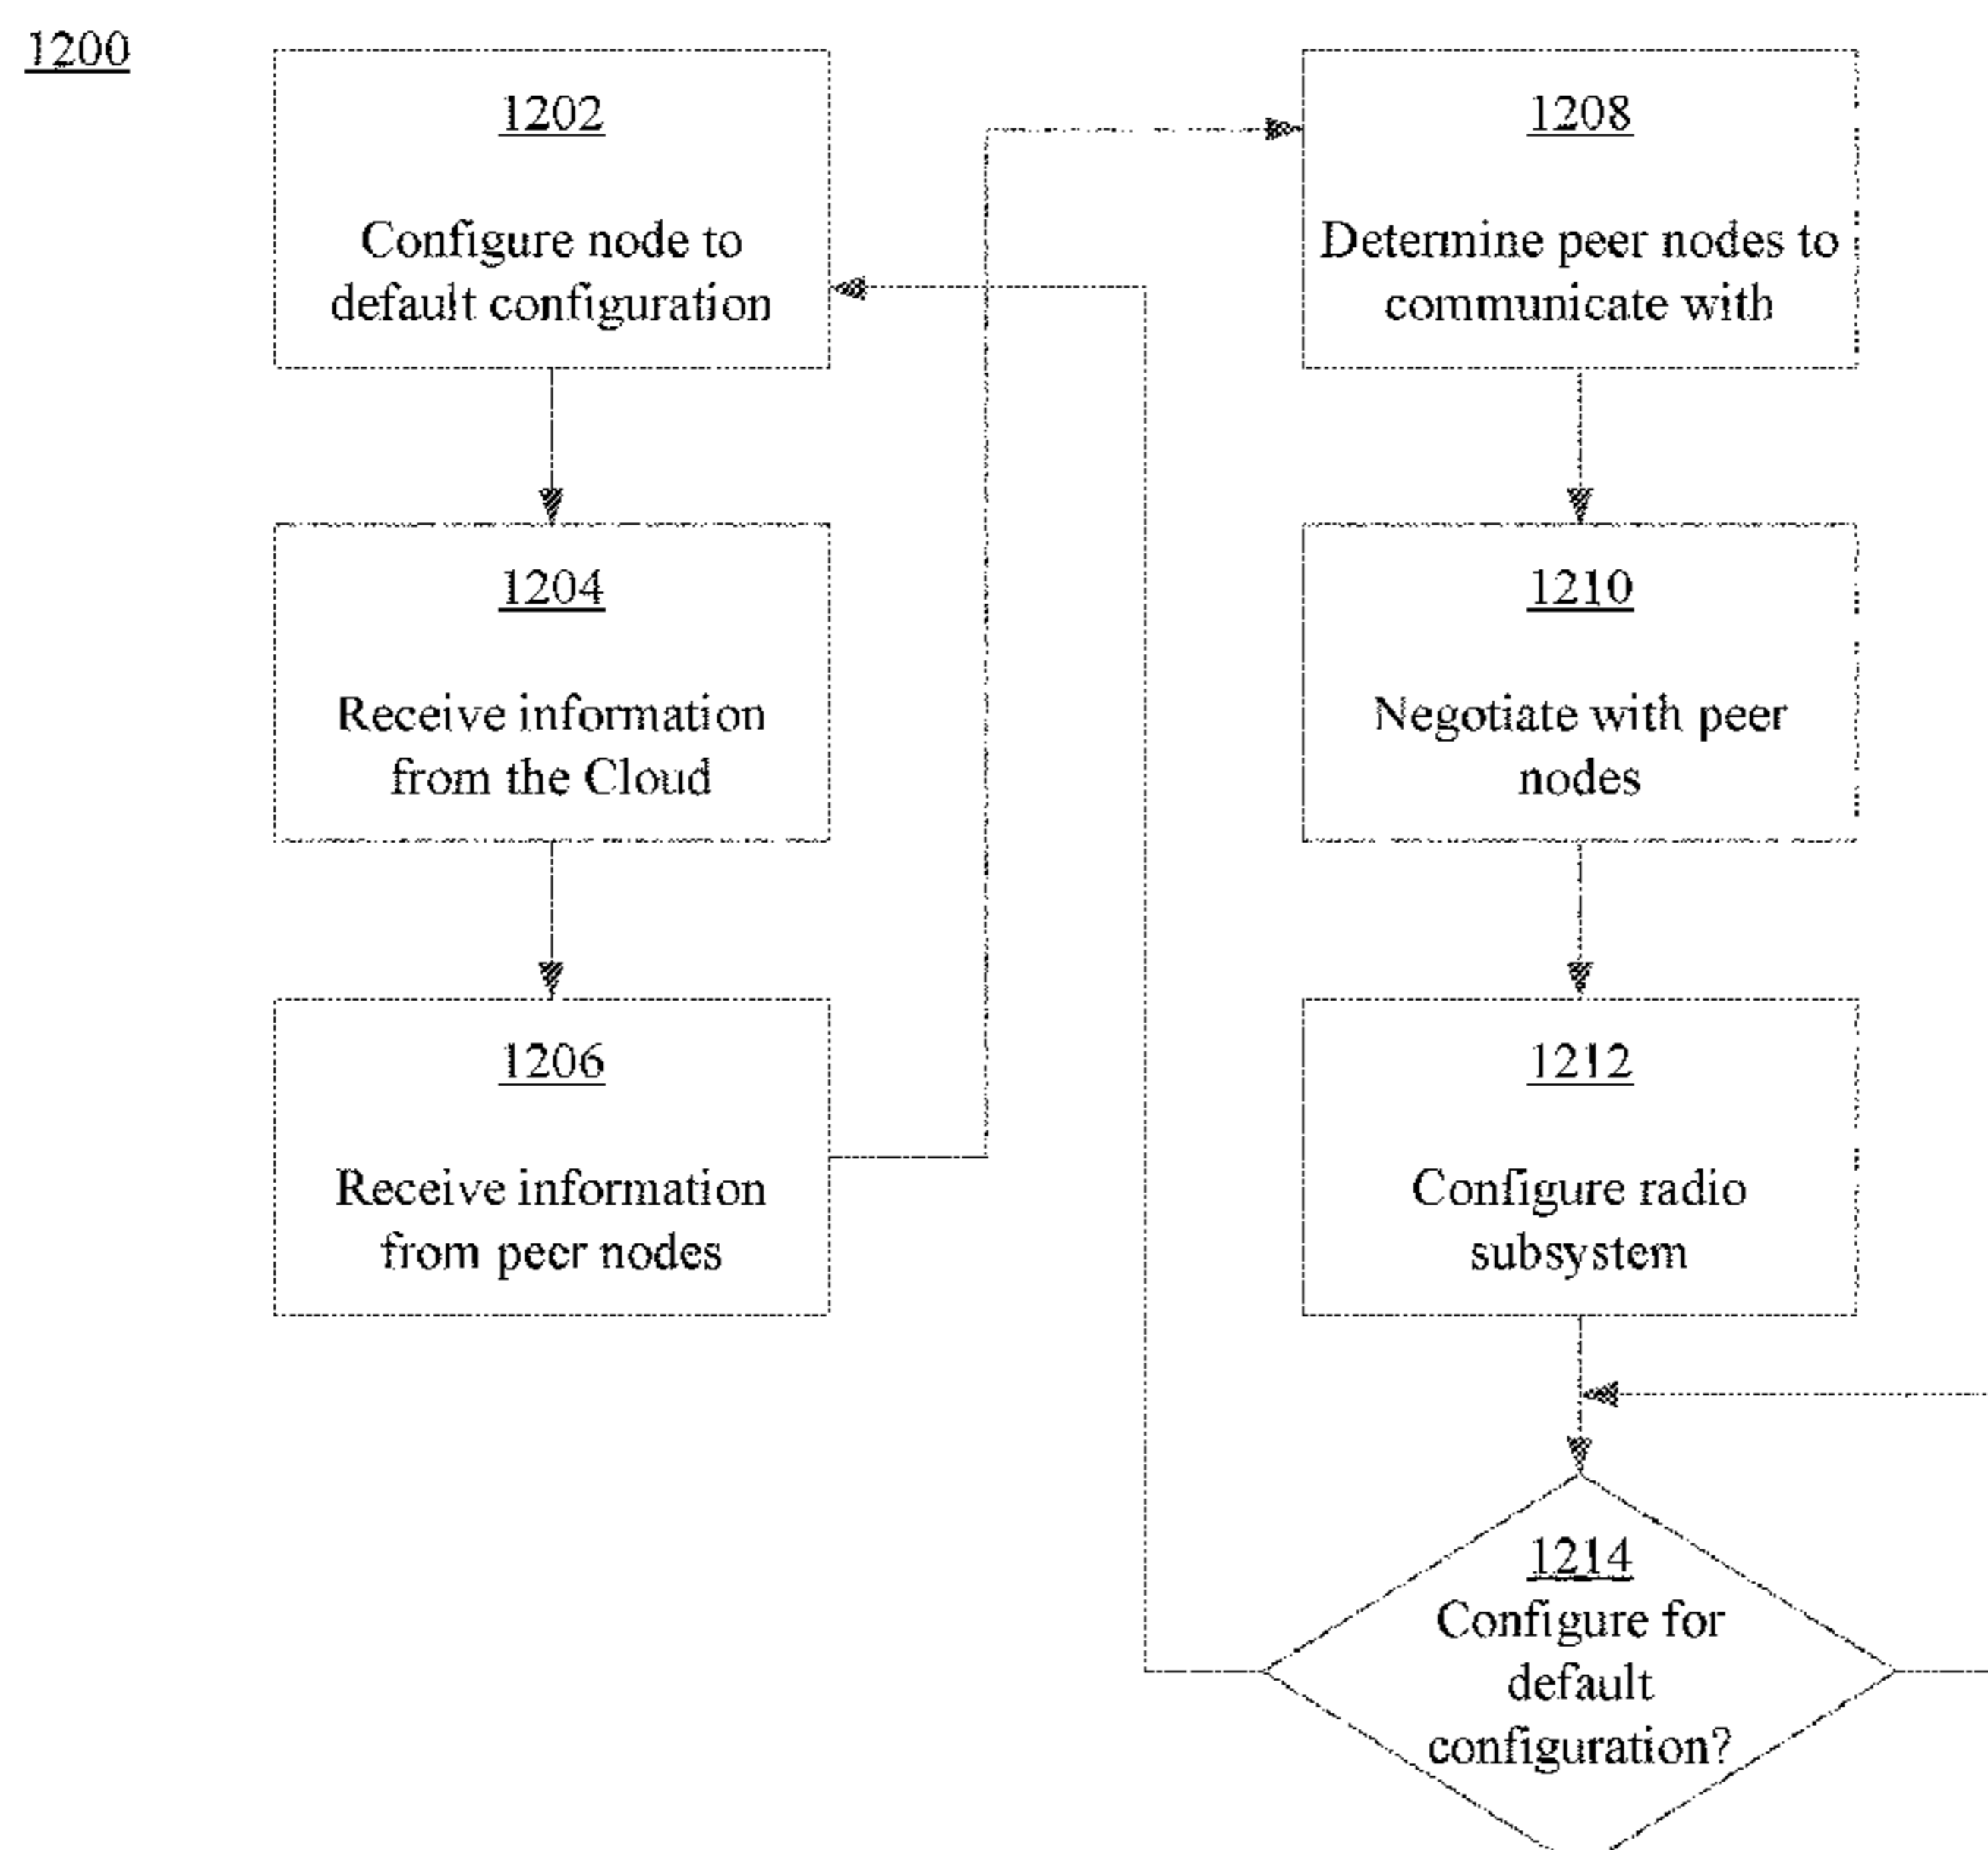 1200
1202
Configure node to
default configuration
1204
Receive information
from the Cloud
1206
Receive information
from peer nodes
1208
Determine peer nodes to
communicate with
1210
Negotiate with peer
nodes
1212
Configure radio
subsystem
1214
Configure for
default
configuration?